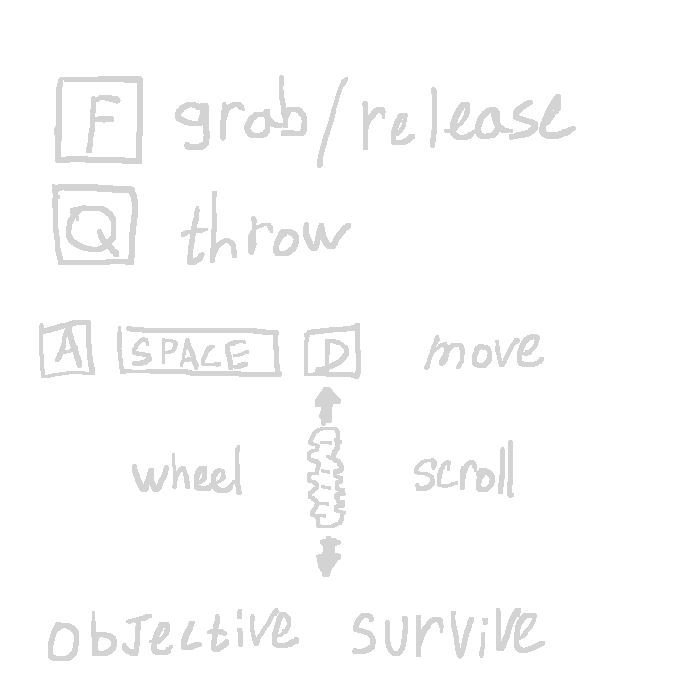 F grab/release
Q throw
A SPACE D move
wheel scroll
objective survive